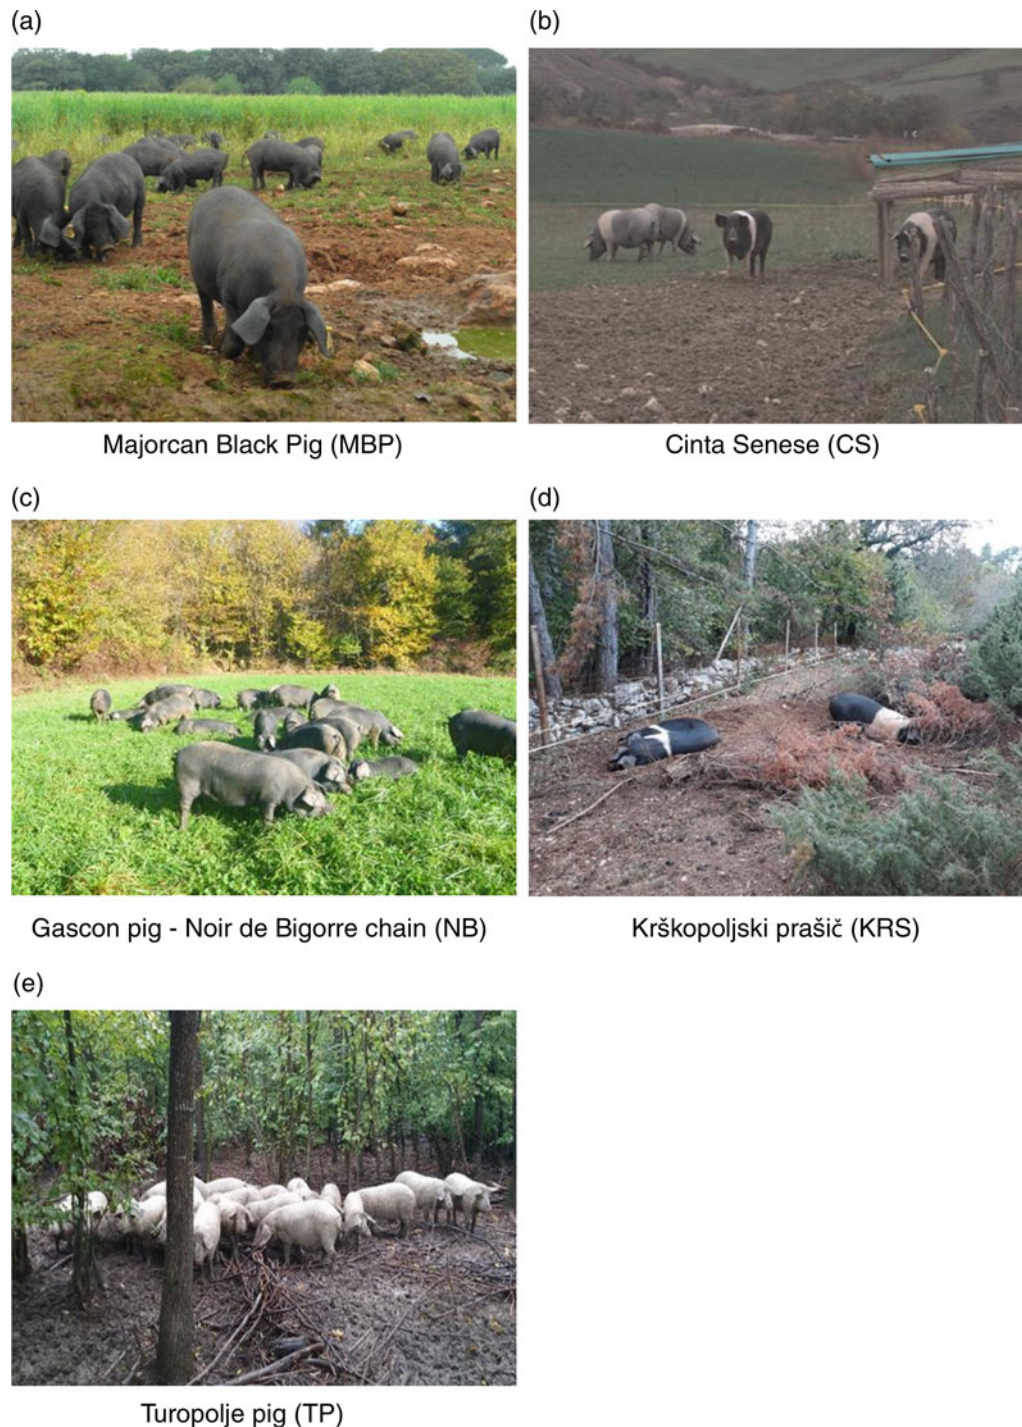 (a)
(b)
Majorcan Black Pig (MBP)
Cinta Senese (CS)
(c)
(d)
Gascon pig - Noir de Bigorre chain (NB)
Krškopoljski prašič (KRS)
(e)
Turopolje pig (TP)